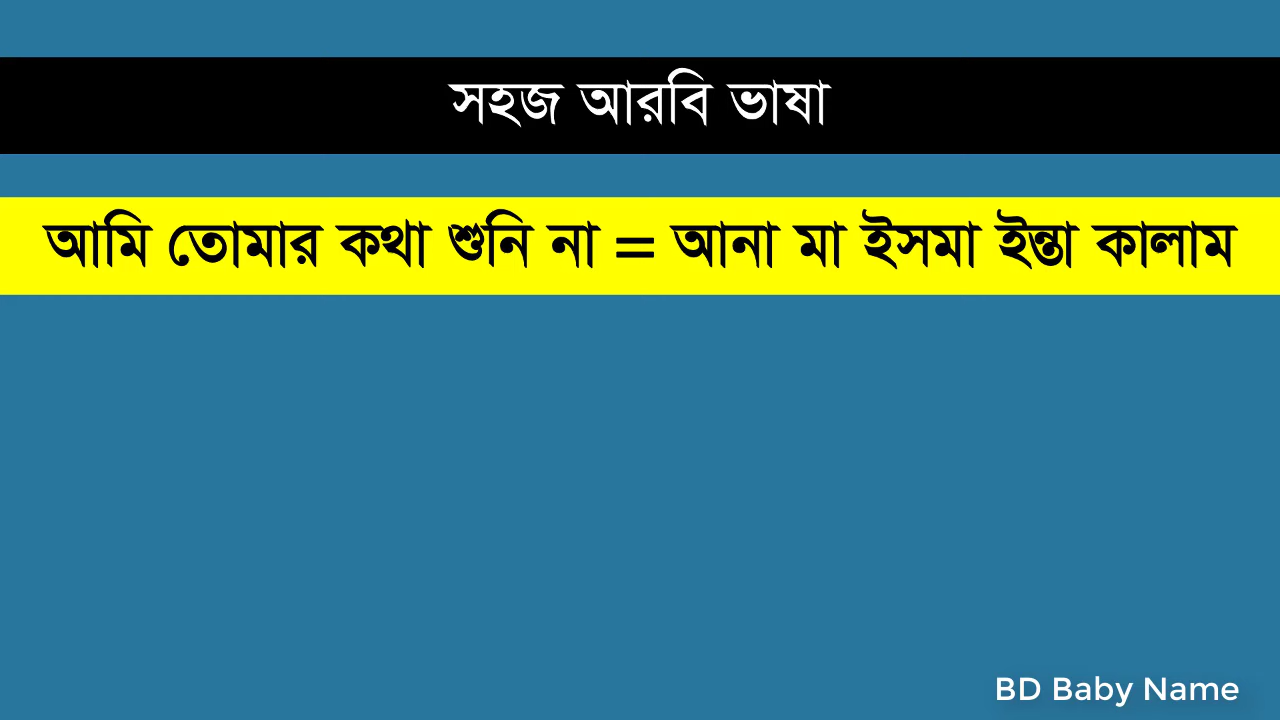 সহজ আরবি ভাষা
আমি তোমার কথা শুনি না = আনা মা ইসমা ইন্তা কালাম
BD Baby Name